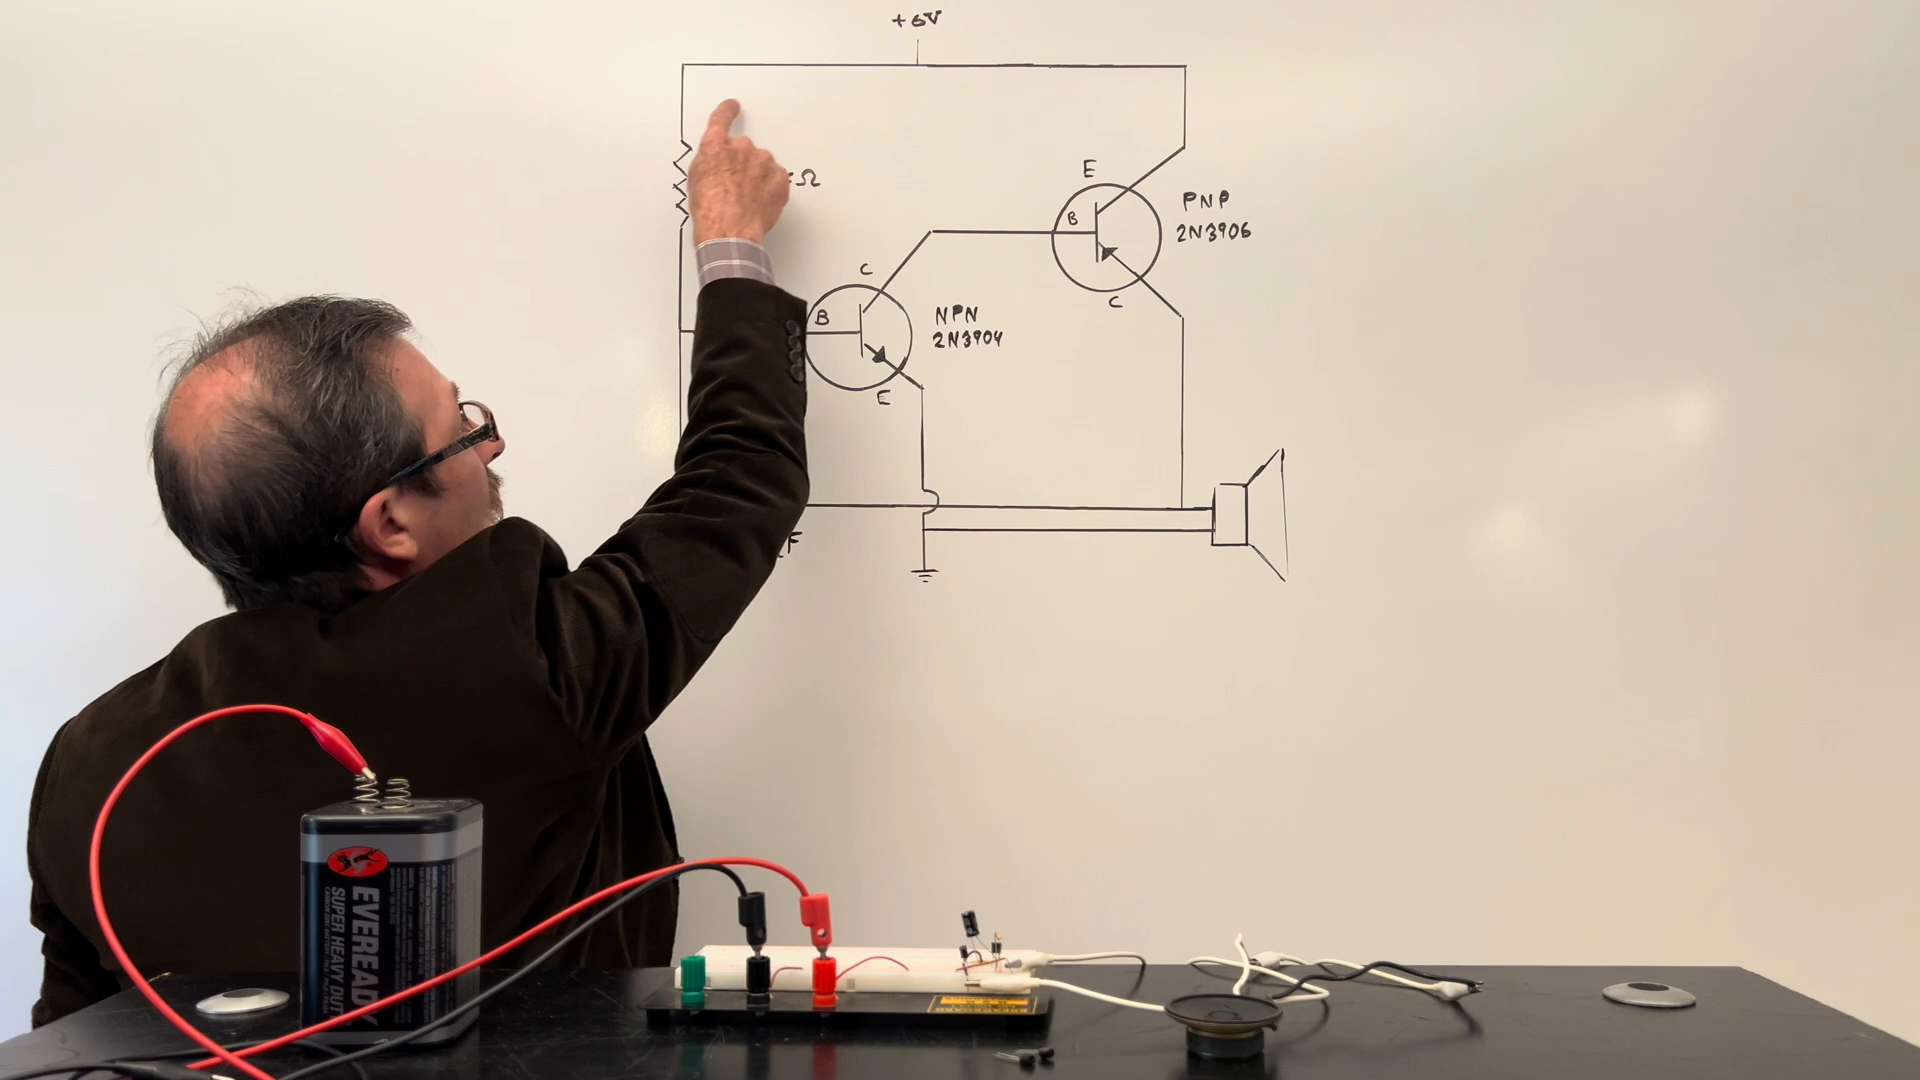 +6V
Ω
E
PNP
B
2N3906
C
C
B
NPN
2N3904
E
F
EVEREADY
SUPER HEAVY DUTY